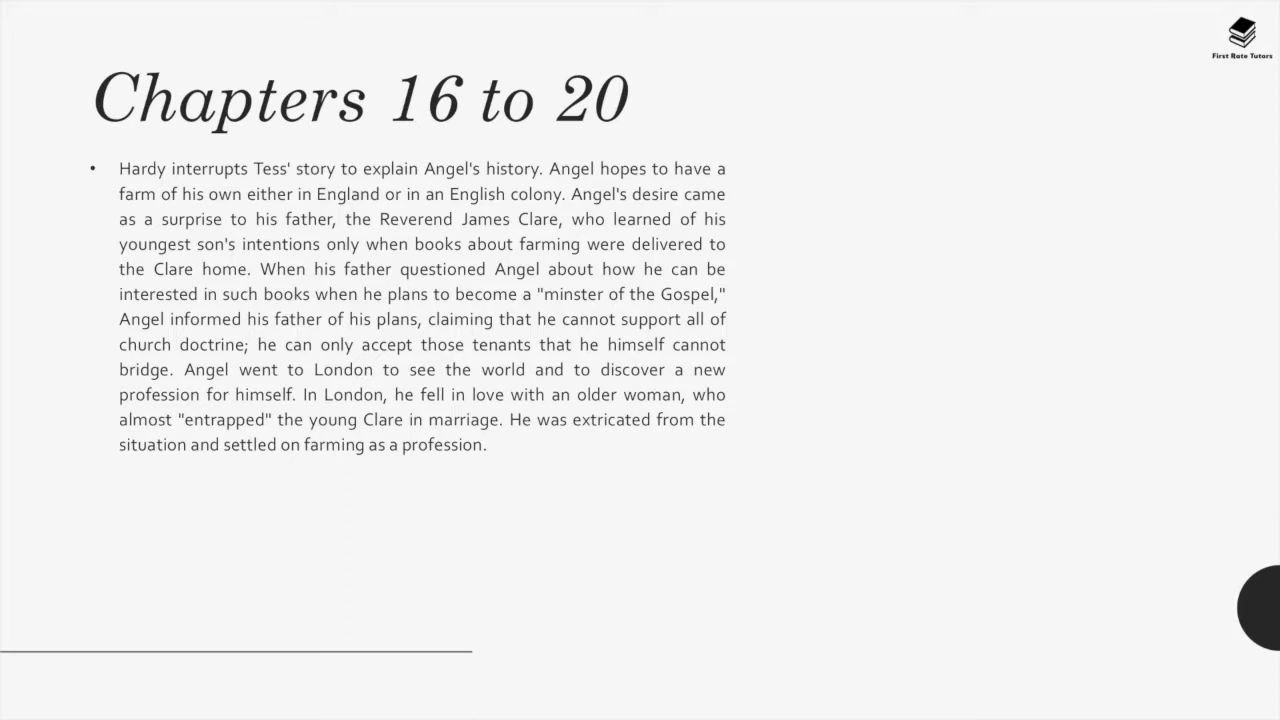 First Rate Tutors
Chapters 16 to 20
• Hardy interrupts Tess' story to explain Angel's history. Angel hopes to have a
farm of his own either in England or in an English colony. Angel's desire came
as a surprise to his father, the Reverend James Clare, who learned of his
youngest son's intentions only when books about farming were delivered to
the Clare home. When his father questioned Angel about how he can be
interested in such books when he plans to become a "minster of the Gospel,"
Angel informed his father of his plans, claiming that he cannot support all of
church doctrine; he can only accept those tenants that he himself cannot
bridge. Angel went to London to see the world and to discover a new
profession for himself. In London, he fell in love with an older woman, who
almost "entrapped" the young Clare in marriage. He was extricated from the
situation and settled on farming as a profession.